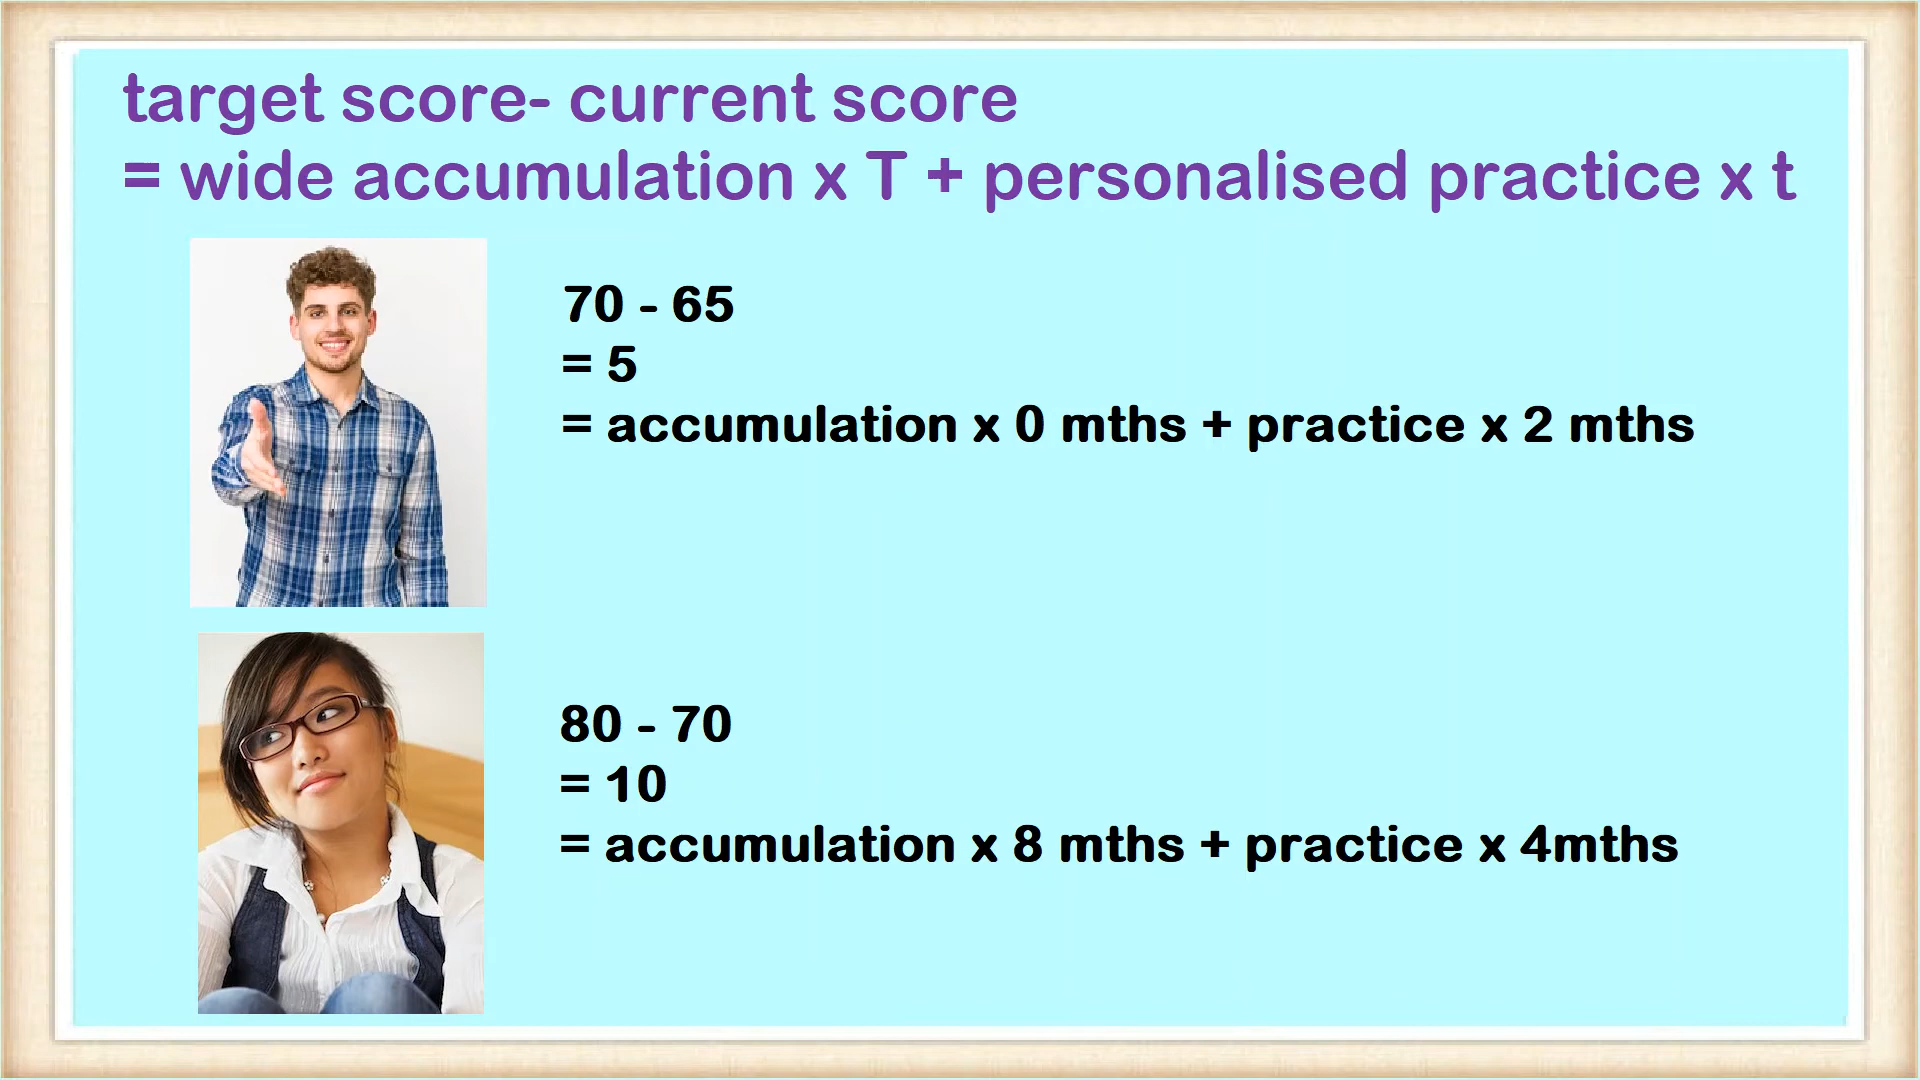 target score- current score
= wide accumulation x T + personalised practice x t
70 - 65
= 5
= accumulation x 0 mths + practice x 2 mths
80 - 70
= 10
= accumulation x 8 mths + practice x 4mths